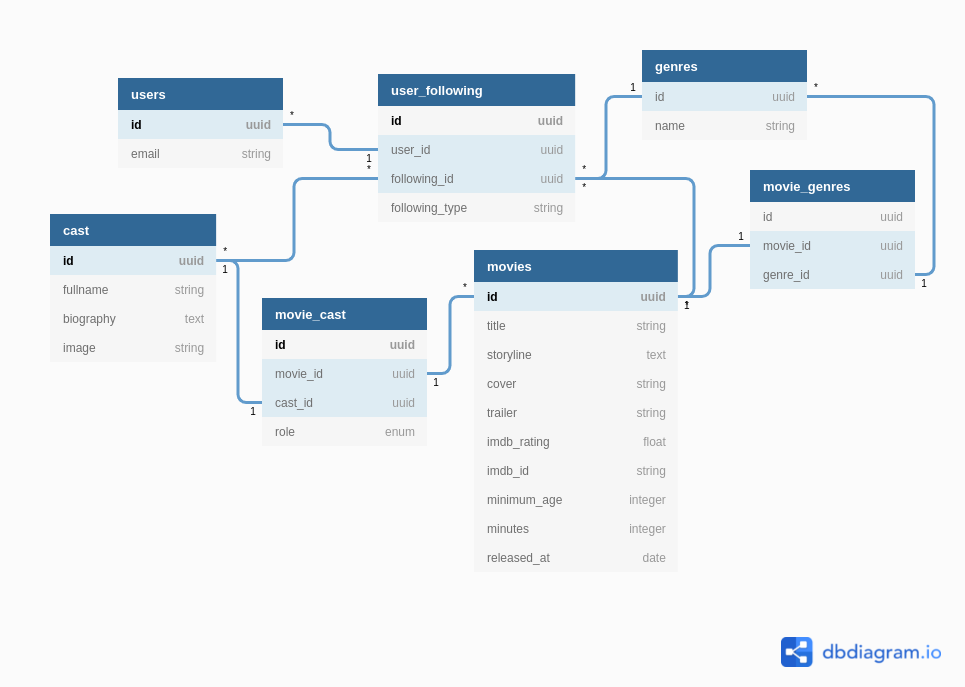 users
id uuid
email string
user_following
id uuid
user_id uuid
following_id uuid
following_type string
genres
id uuid
name string
movie_genres
id uuid
movie_id uuid
genre_id uuid
cast
id uuid
fullname string
biography text
image string
movie_cast
id uuid
movie_id uuid
cast_id uuid
role enum
movies
id uuid
title string
storyline text
cover string
trailer string
imdb_rating float
imdb_id string
minimum_age integer
minutes integer
released_at date
*
1
*
*
1
1
*
1
1
*
*
*
1
1
1
dbdiagram.io